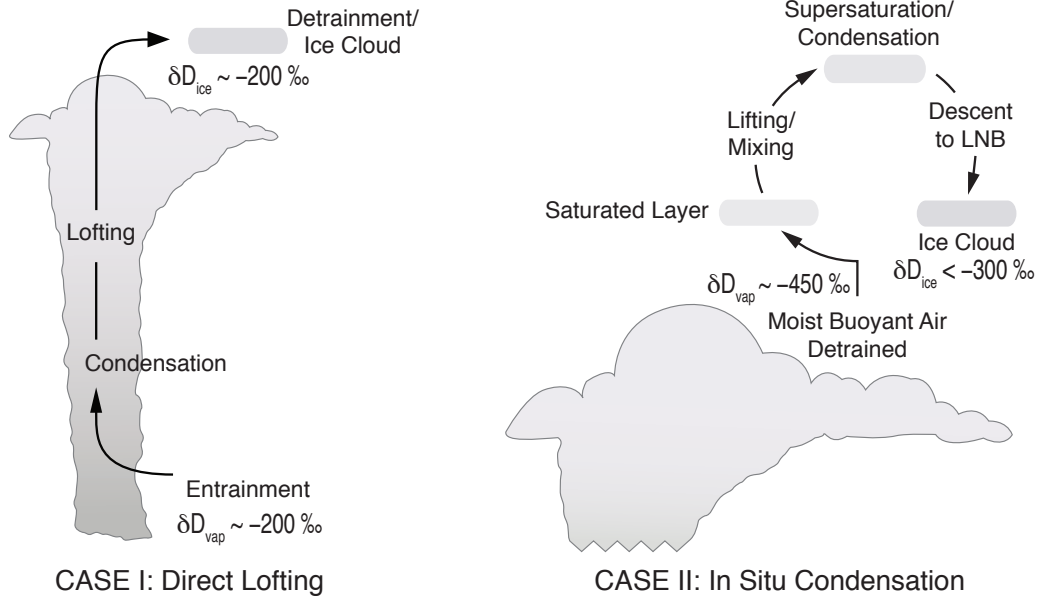 Detrainment/
Ice Cloud
δD_ice ~ −200 ‰
Lofting
Condensation
Entrainment
δD_vap ~ −200 ‰
CASE I: Direct Lofting
Supersaturation/
Condensation
Lifting/
Mixing
Descent
to LNB
Saturated Layer
Ice Cloud
δD_ice < −300 ‰
δD_vap ~ −450 ‰
Moist Buoyant Air
Detrained
CASE II: In Situ Condensation